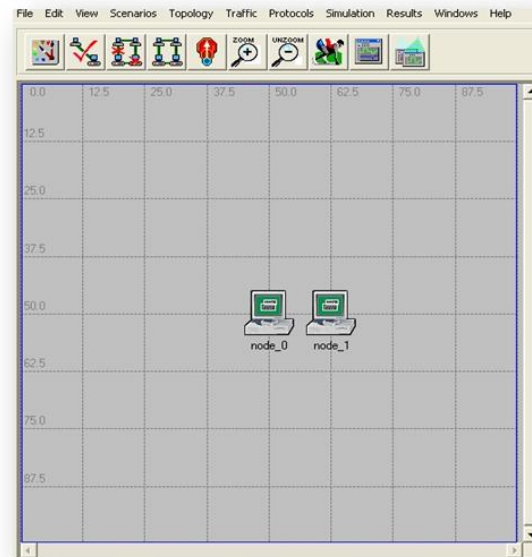 File Edit View Scenarios Topology Traffic Protocols Simulation Results Windows Help
ZOOM UNZOOM
0.0 12.5 25.0 37.5 50.0 62.5 75.0 87.5
12.5
25.0
37.5
50.0
node_0 node_1
62.5
75.0
87.5